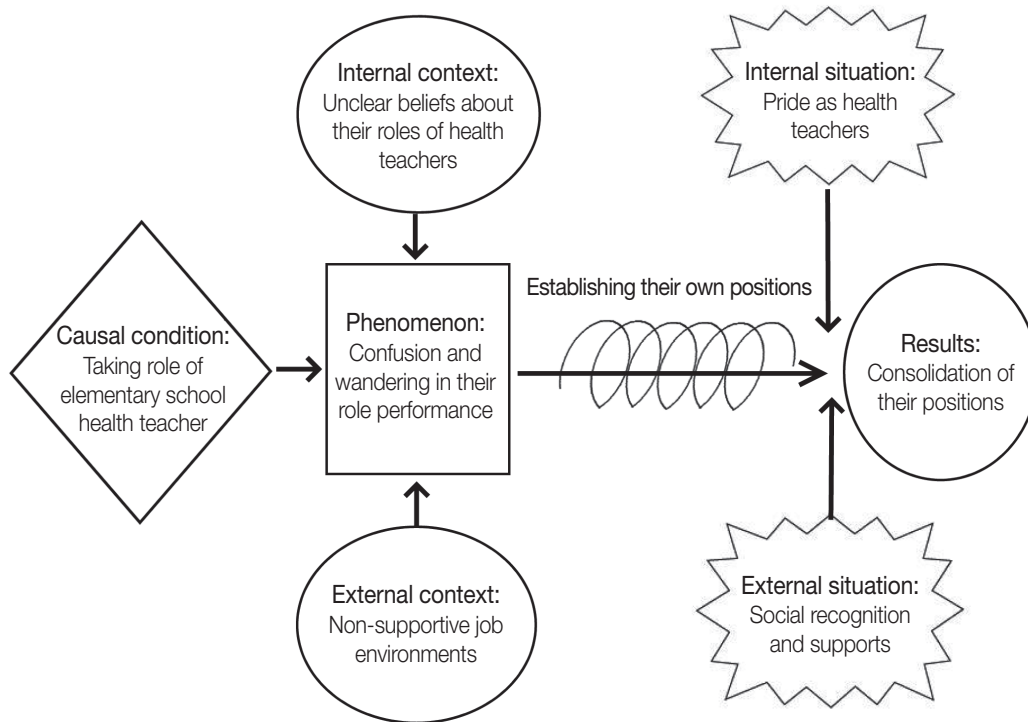 Internal context:
Unclear beliefs about
their roles of health
teachers
Internal situation:
Pride as health
teachers
Establishing their own positions
Causal condition:
Taking role of
elementary school
health teacher
Phenomenon:
Confusion and
wandering in their
role performance
Results:
Consolidation of
their positions
External context:
Non-supportive job
environments
External situation:
Social recognition
and supports